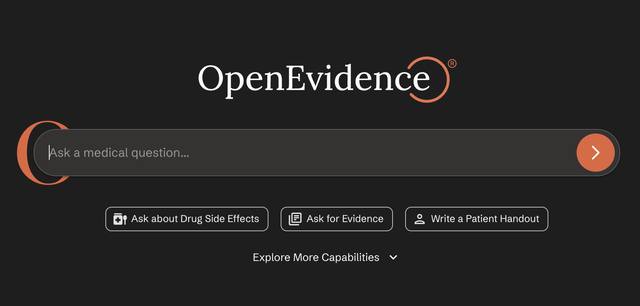 OpenEvidence®
Ask a medical question...
Ask about Drug Side Effects
Ask for Evidence
Write a Patient Handout
Explore More Capabilities